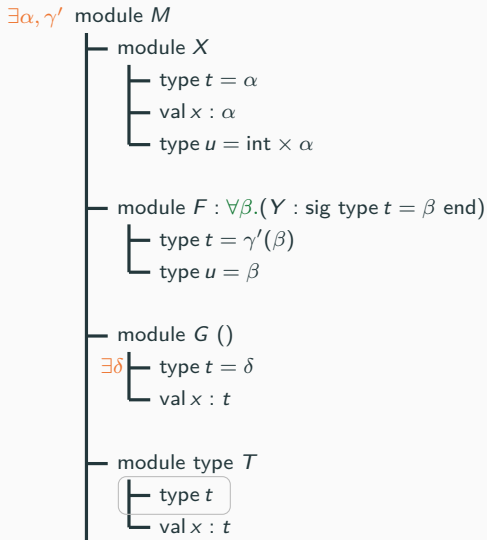 ∃α, γ′ module M
module X
type t = α
val x : α
type u = int × α
module F : ∀β.(Y : sig type t = β end)
type t = γ′(β)
type u = β
module G ()
∃δ type t = δ
val x : t
module type T
type t
val x : t